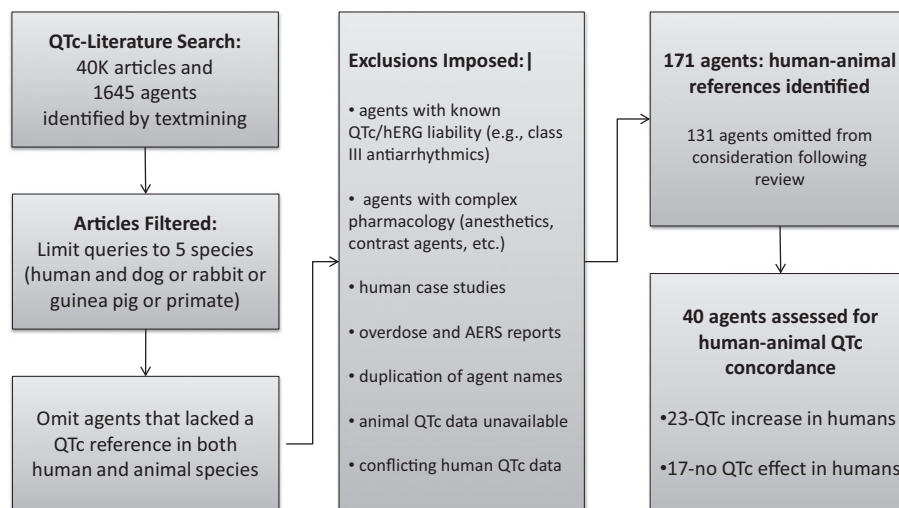 QTc-Literature Search:
40K articles and
1645 agents
identified by textmining
Articles Filtered:
Limit queries to 5 species
(human and dog or rabbit or
guinea pig or primate)
Omit agents that lacked a
QTc reference in both
human and animal species
Exclusions Imposed:|
• agents with known
QTc/hERG liability (e.g., class
III antiarrhythmics)
• agents with complex
pharmacology (anesthetics,
contrast agents, etc.)
• human case studies
• overdose and AERS reports
• duplication of agent names
• animal QTc data unavailable
• conflicting human QTc data
171 agents: human-animal
references identified
131 agents omitted from
consideration following
review
40 agents assessed for
human-animal QTc
concordance
•23-QTc increase in humans
•17-no QTc effect in humans